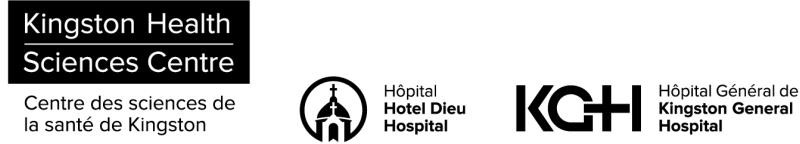 Kingston Health
Sciences Centre
Centre des sciences de
la santé de Kingston
Hôpital
Hotel Dieu
Hospital
KGH
Hôpital Général de
Kingston General
Hospital